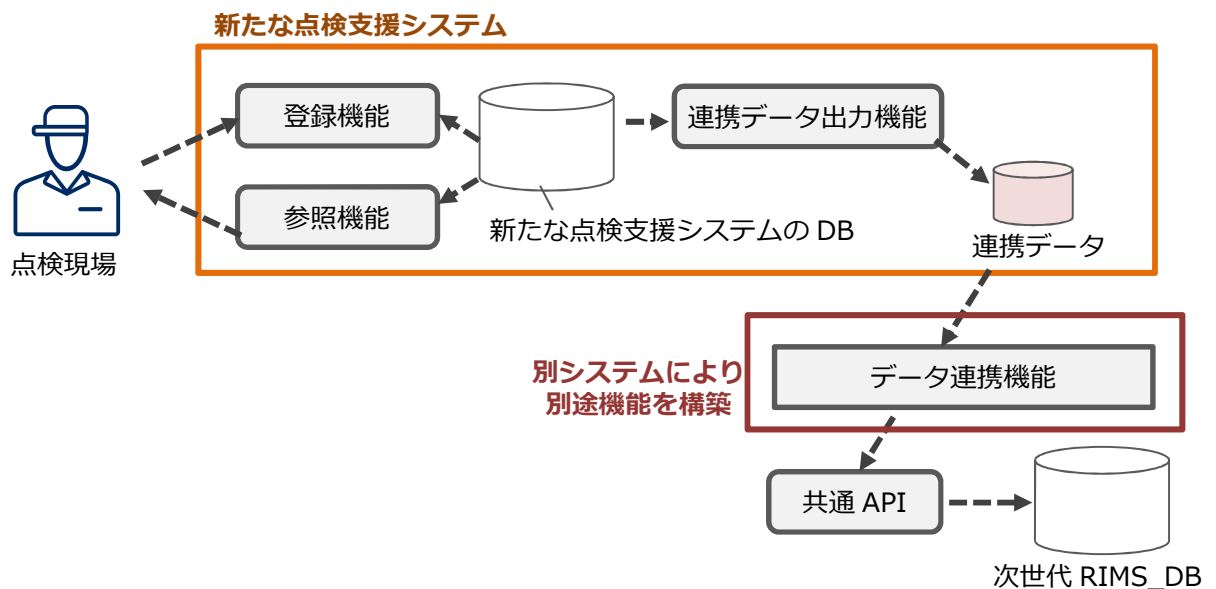 新たな点検支援システム
登録機能
連携データ出力機能
参照機能
新たな点検支援システムの DB
連携データ
点検現場
別システムにより
別途機能を構築
データ連携機能
共通 API
次世代 RIMS_DB